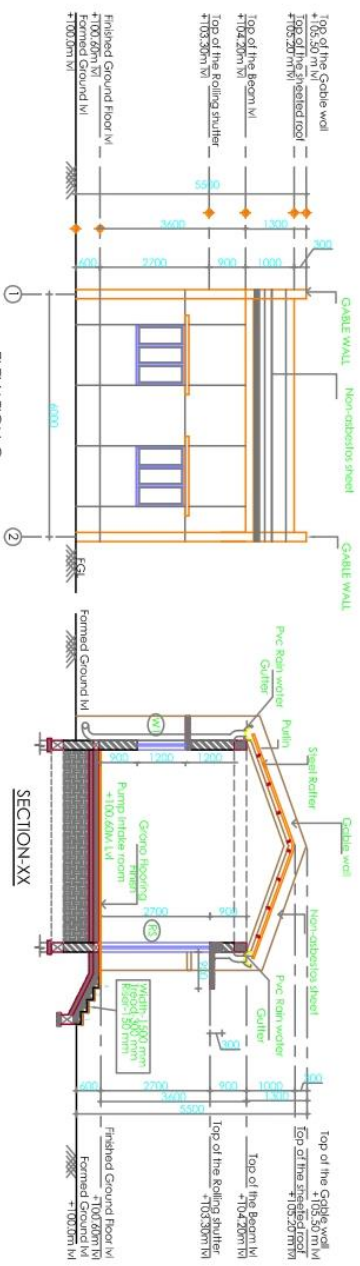 Top of the Gable wall
+105.50 m lvl
Top of the sheeted roof
+105.20m lvl
Top of the Beam lvl
+104.20m lvl
Top of the Rolling shutter
+103.30m lvl
Finished Ground Floor lvl
+100.60m lvl
Formed Ground lvl
+100.0m lvl
5500
3600
1300
300
600
2700
900
1000
GABLE WALL
Non-asbestos sheet
GABLE WALL
6000
1
2
FGL
Formed Ground lvl
Pvc Rain water
Gutter
Purlin
Steel Rafter
Gable wall
Non-asbestos sheet
Pvc Rain water
Gutter
900
1200
1200
2700
900
900
300
Grano Flooring
Finish
Pump Intake room
+100.60M Lvl
RS
Width-1500 mm
Tread-300 mm
Riser-150 mm
600
2700
900
1000
300
3600
1300
5500
Top of the Gable wall
+105.50 m lvl
Top of the sheeted roof
+105.20m lvl
Top of the Beam lvl
+104.20m lvl
Top of the Rolling shutter
+103.30m lvl
Finished Ground Floor lvl
+100.60m lvl
Formed Ground lvl
+100.0m lvl
SECTION-XX